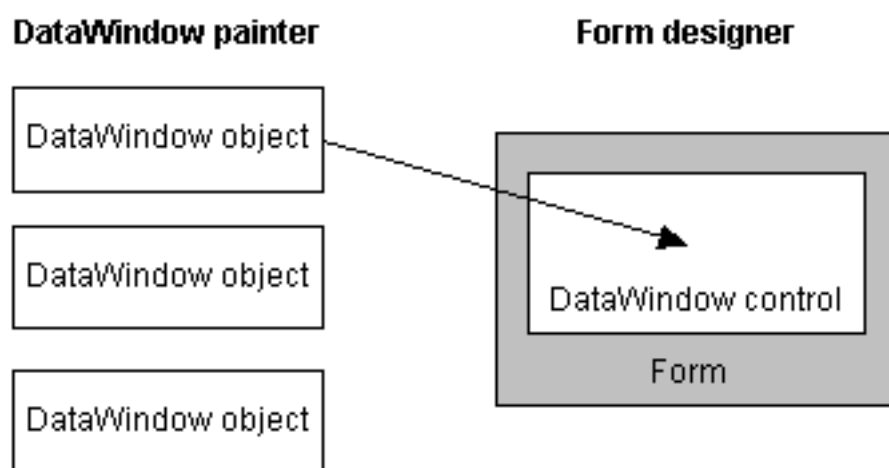 DataWindow painter
Form designer
DataWindow object
DataWindow object
DataWindow object
DataWindow control
Form